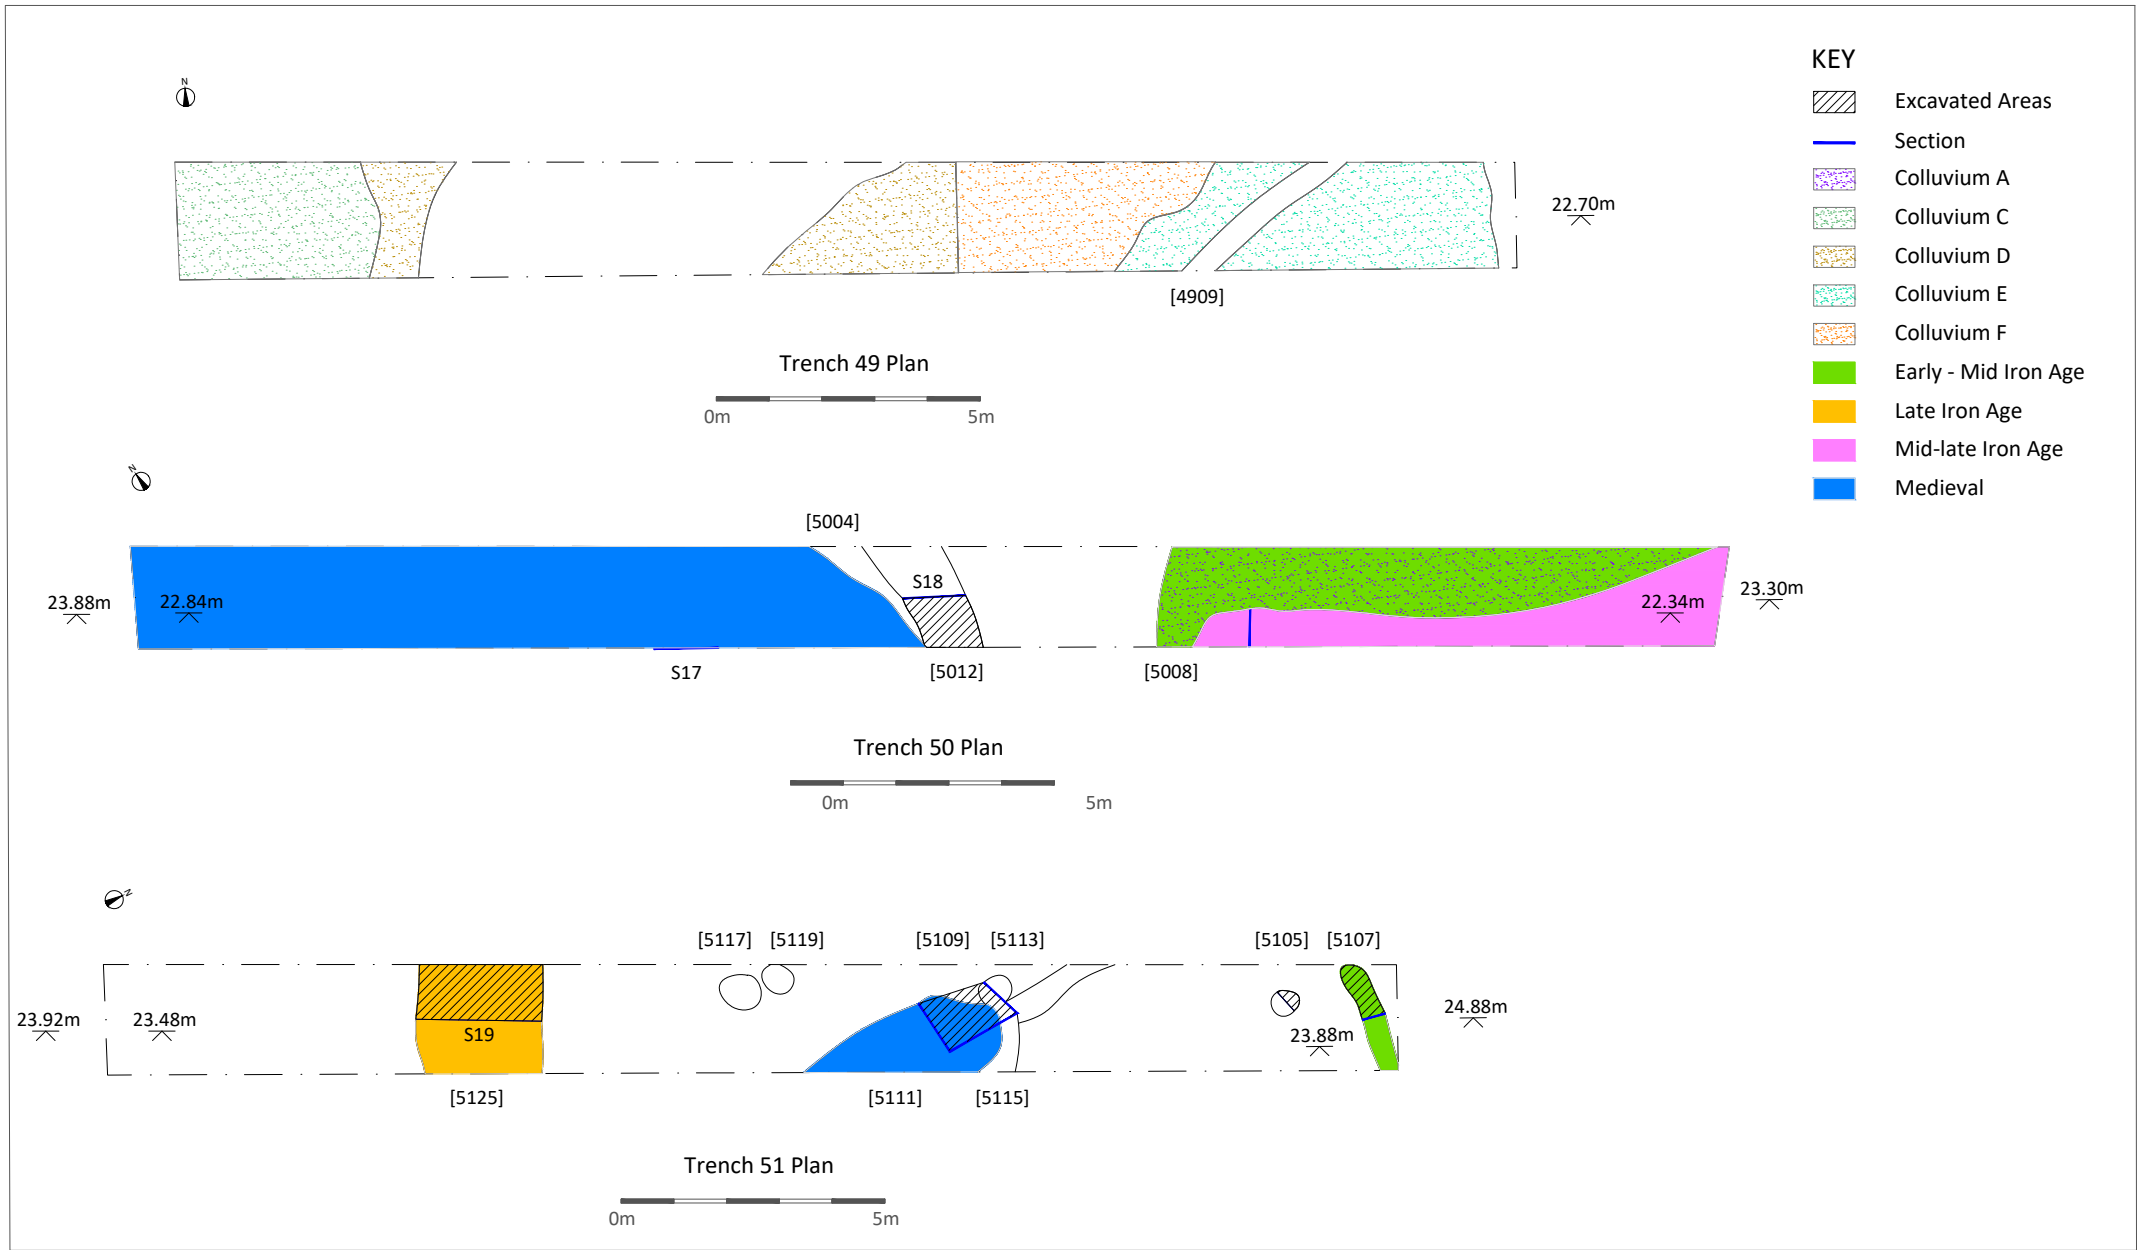 KEY
Excavated Areas
Section
Colluvium A
Colluvium C
Colluvium D
Colluvium E
Colluvium F
Early - Mid Iron Age
Late Iron Age
Mid-late Iron Age
Medieval
N
22.70m
[4909]
Trench 49 Plan
0m 5m
N
[5004]
S18
23.88m 22.84m 22.34m 23.30m
S17 [5012] [5008]
Trench 50 Plan
0m 5m
N
[5117] [5119] [5109] [5113] [5105] [5107]
23.92m 23.48m S19 23.88m 24.88m
[5125] [5111] [5115]
Trench 51 Plan
0m 5m